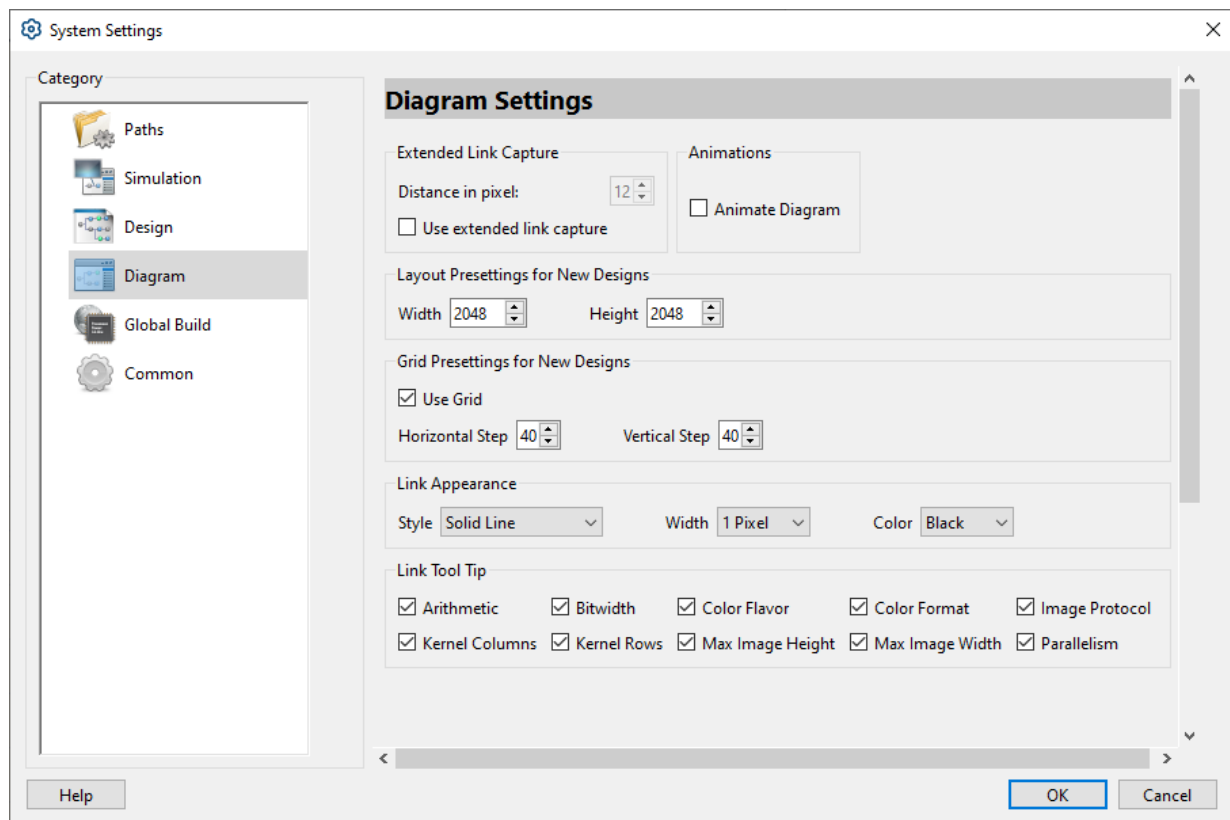 System Settings
Category
Paths
Simulation
Design
Diagram
Global Build
Common
Diagram Settings
Extended Link Capture
Distance in pixel: 12
Use extended link capture
Animations
Animate Diagram
Layout Presettings for New Designs
Width 2048 Height 2048
Grid Presettings for New Designs
Use Grid
Horizontal Step 40 Vertical Step 40
Link Appearance
Style Solid Line Width 1 Pixel Color Black
Link Tool Tip
Arithmetic Bitwidth Color Flavor Color Format Image Protocol
Kernel Columns Kernel Rows Max Image Height Max Image Width Parallelism
Help OK Cancel